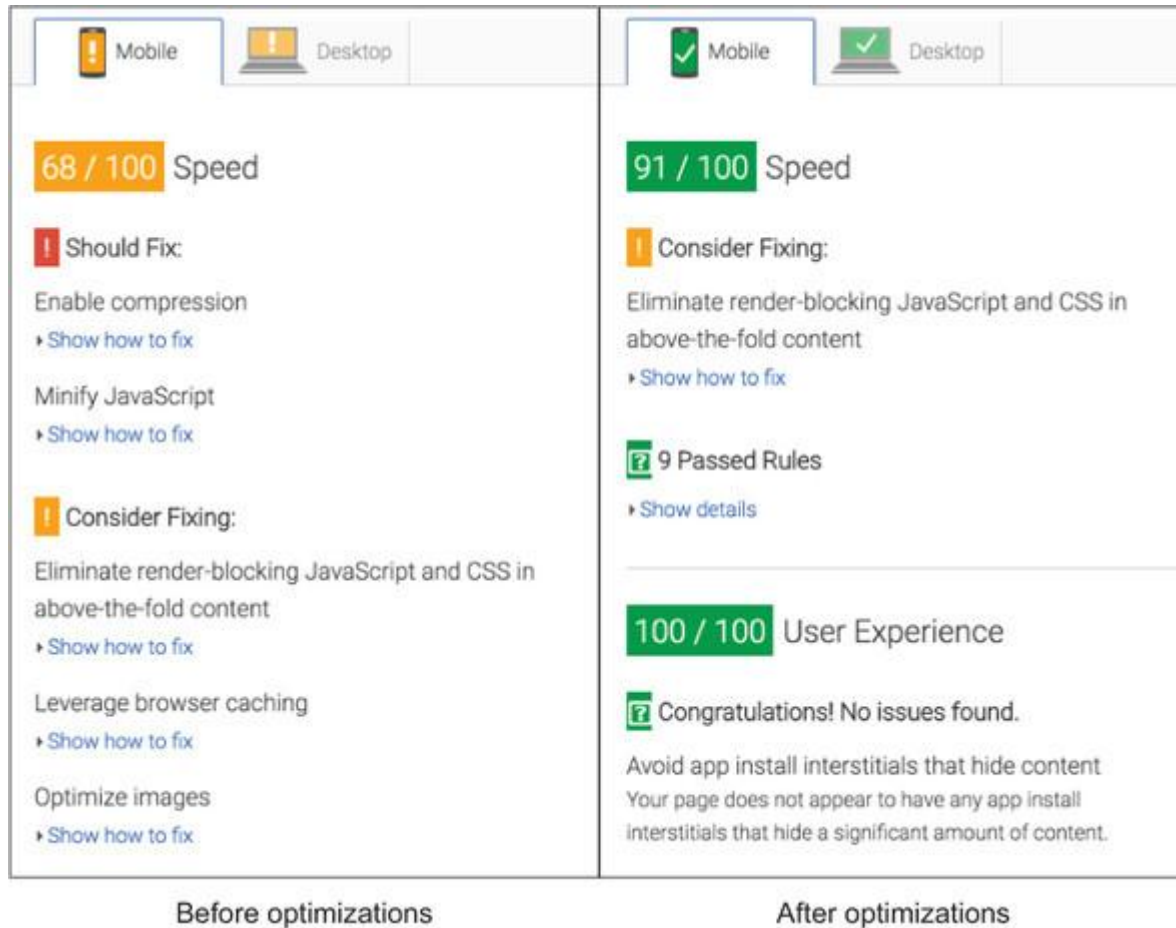 Mobile
Desktop
68 / 100 Speed
Should Fix:
Enable compression
Show how to fix
Minify JavaScript
Show how to fix
Consider Fixing:
Eliminate render-blocking JavaScript and CSS in
above-the-fold content
Show how to fix
Leverage browser caching
Show how to fix
Optimize images
Show how to fix
Before optimizations
Mobile
Desktop
91 / 100 Speed
Consider Fixing:
Eliminate render-blocking JavaScript and CSS in
above-the-fold content
Show how to fix
9 Passed Rules
Show details
100 / 100 User Experience
Congratulations! No issues found.
Avoid app install interstitials that hide content
Your page does not appear to have any app install
interstitials that hide a significant amount of content.
After optimizations